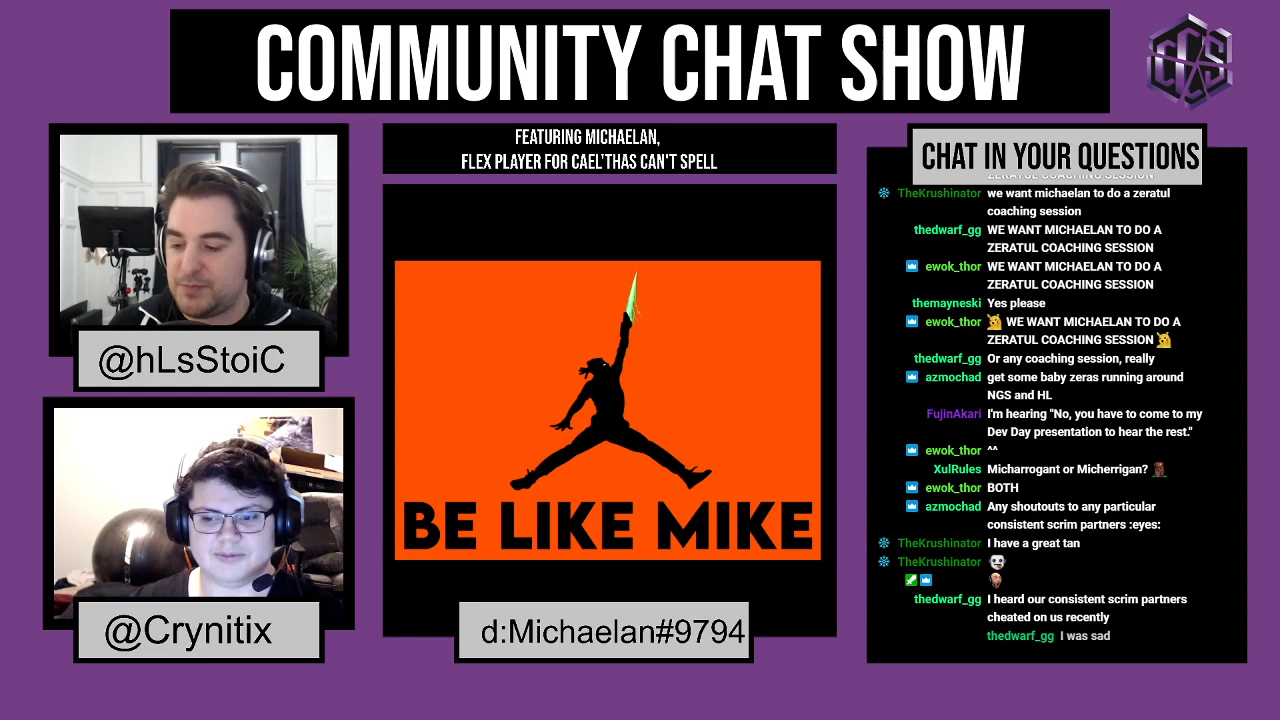 COMMUNITY CHAT SHOW
CCS
FEATURING MICHAELAN,
FLEX PLAYER FOR CAEL'THAS CAN'T SPELL
@hLsStoiC
@Crynitix
BE LIKE MIKE
d:Michaelan#9794
CHAT IN YOUR QUESTIONS
ZERATUL COACHING SESSION
TheKrushinator we want michaelan to do a zeratul
coaching session
thedwarf_gg WE WANT MICHAELAN TO DO A
ZERATUL COACHING SESSION
ewok_thor WE WANT MICHAELAN TO DO A
ZERATUL COACHING SESSION
themayneski Yes please
ewok_thor WE WANT MICHAELAN TO DO A
ZERATUL COACHING SESSION
thedwarf_gg Or any coaching session, really
azmochad get some baby zeras running around
NGS and HL
FujinAkari I'm hearing "No, you have to come to my
Dev Day presentation to hear the rest."
ewok_thor ^^
XulRules Micharrogant or Micherrigan?
ewok_thor BOTH
azmochad Any shoutouts to any particular
consistent scrim partners :eyes:
TheKrushinator I have a great tan
TheKrushinator
thedwarf_gg I heard our consistent scrim partners
cheated on us recently
thedwarf_gg I was sad